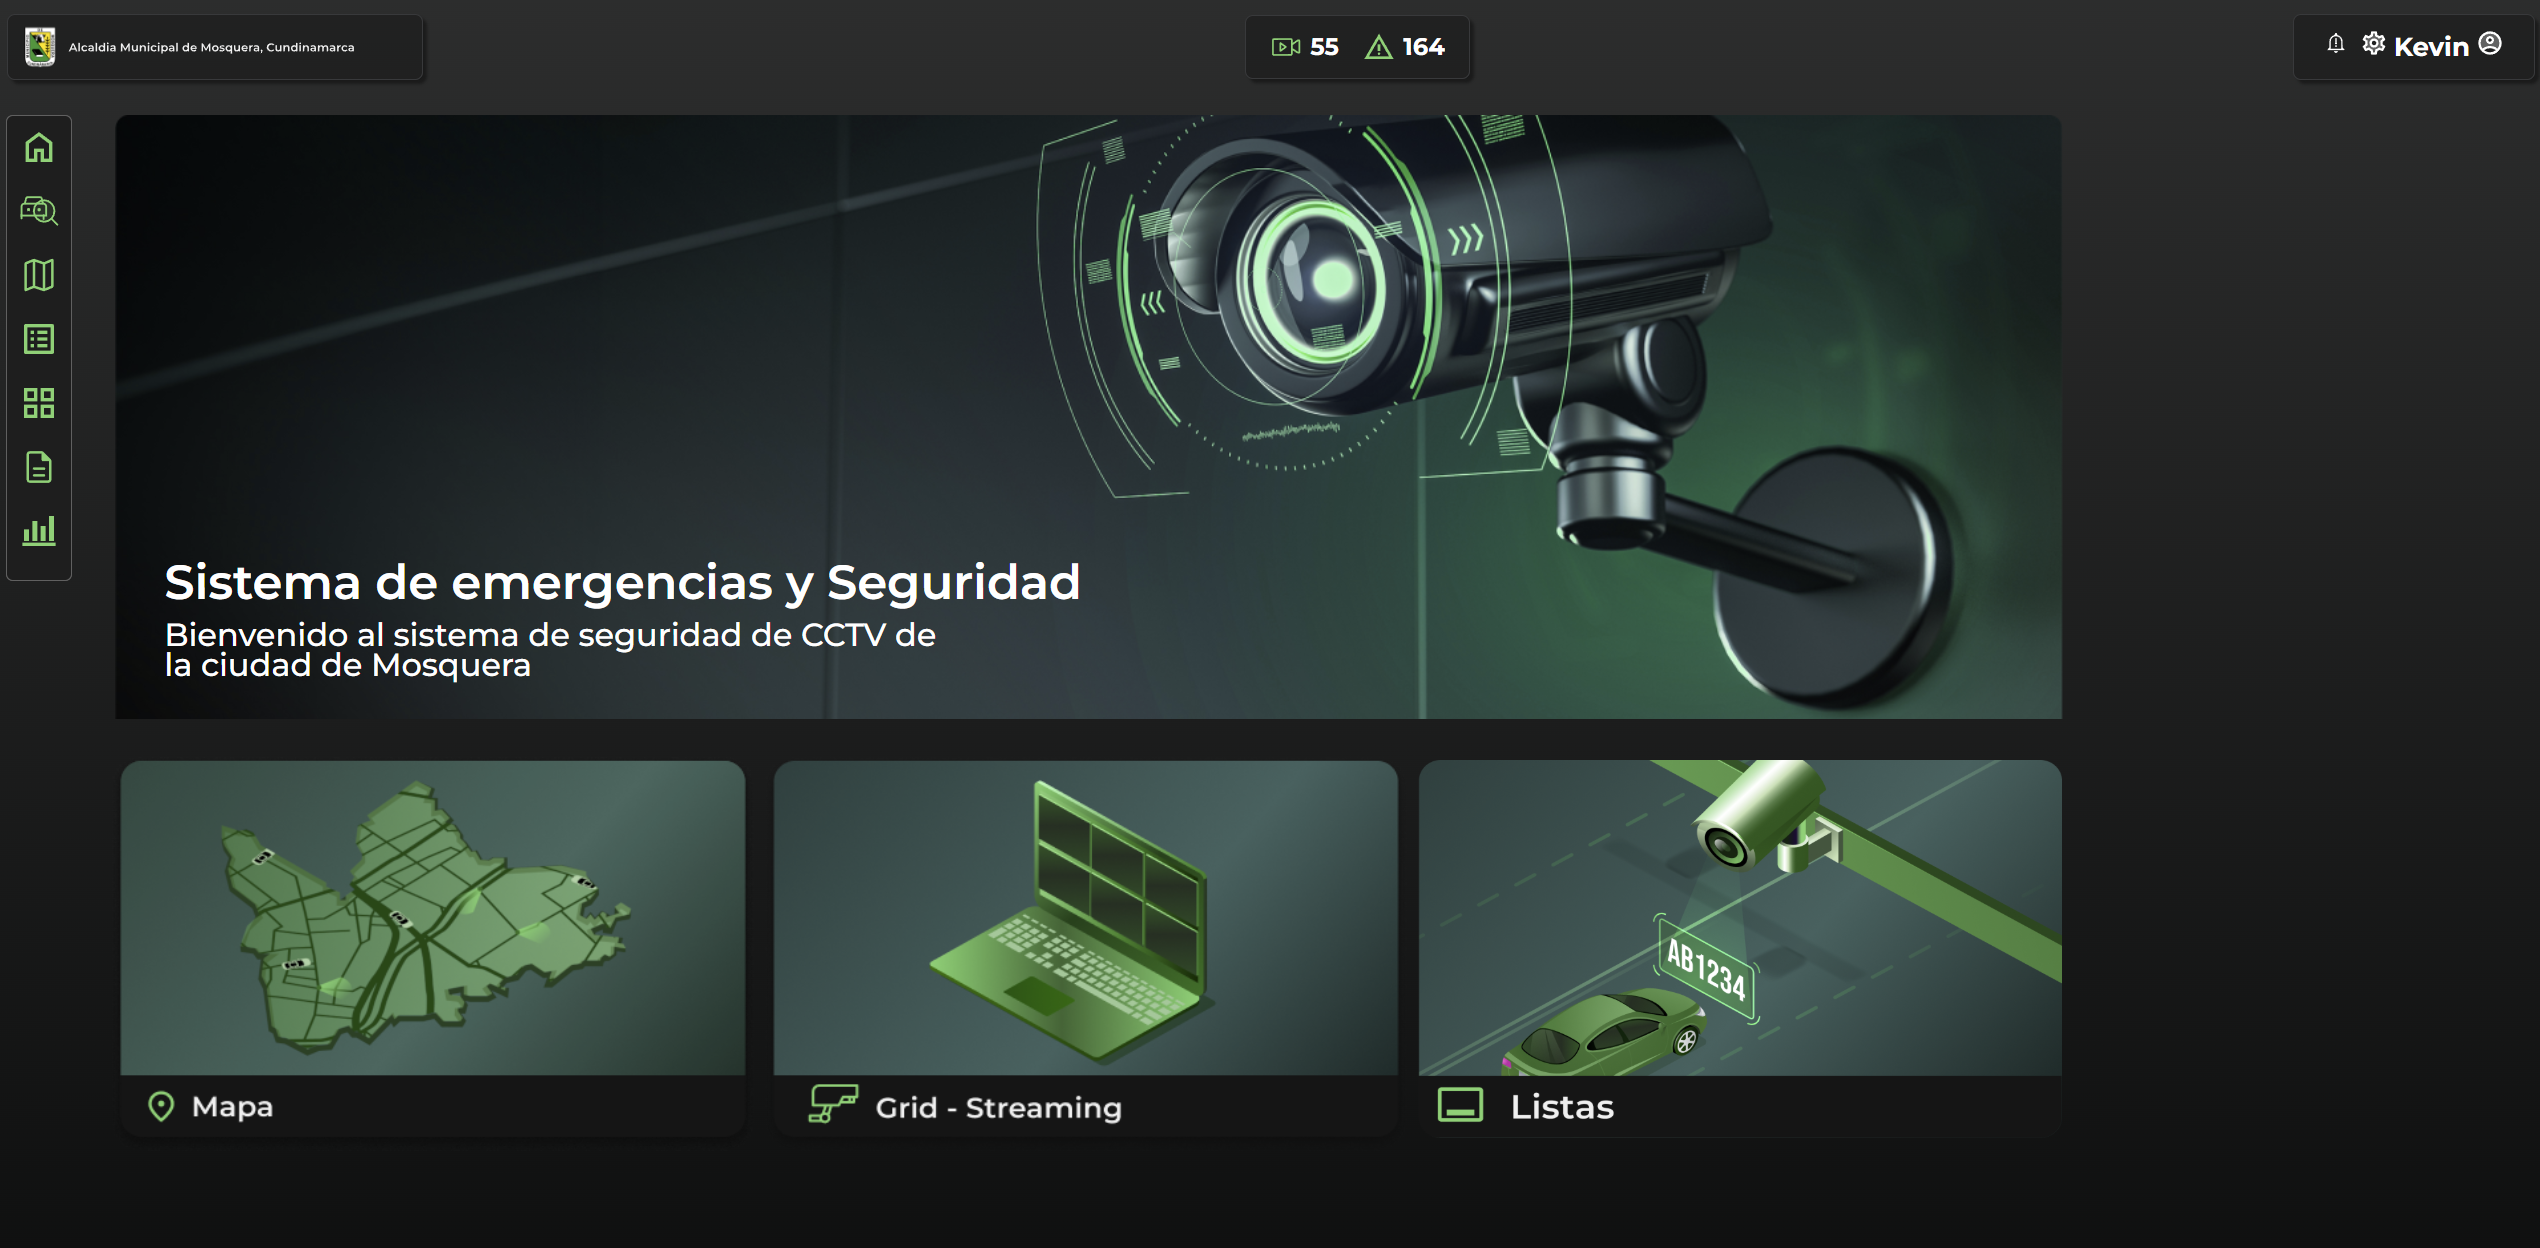 Alcaldia Municipal de Mosquera, Cundinamarca
55
164
Kevin
Sistema de emergencias y Seguridad
Bienvenido al sistema de seguridad de CCTV de
la ciudad de Mosquera
AB1234
Mapa
Grid - Streaming
Listas